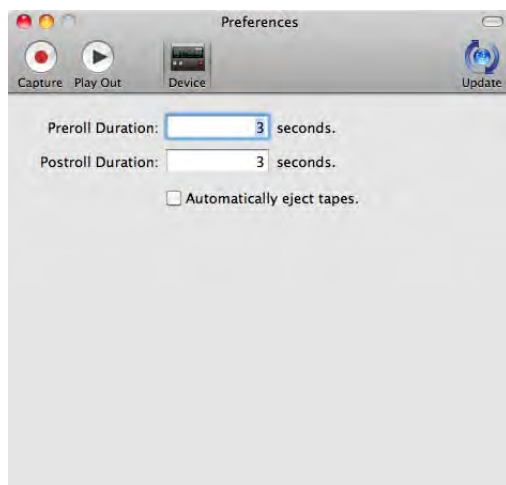 Preferences
Capture Play Out Device Update
Preroll Duration: 3 seconds.
Postroll Duration: 3 seconds.
Automatically eject tapes.